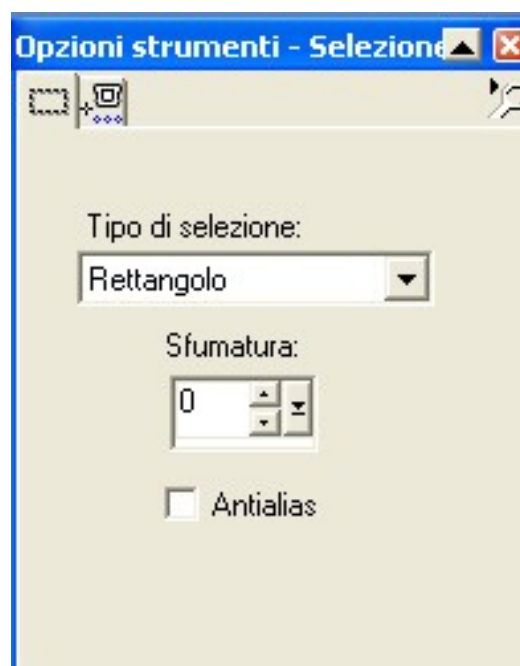 Opzioni strumenti - Selezione
Tipo di selezione:
Rettangolo
Sfumatura:
0
Antialias